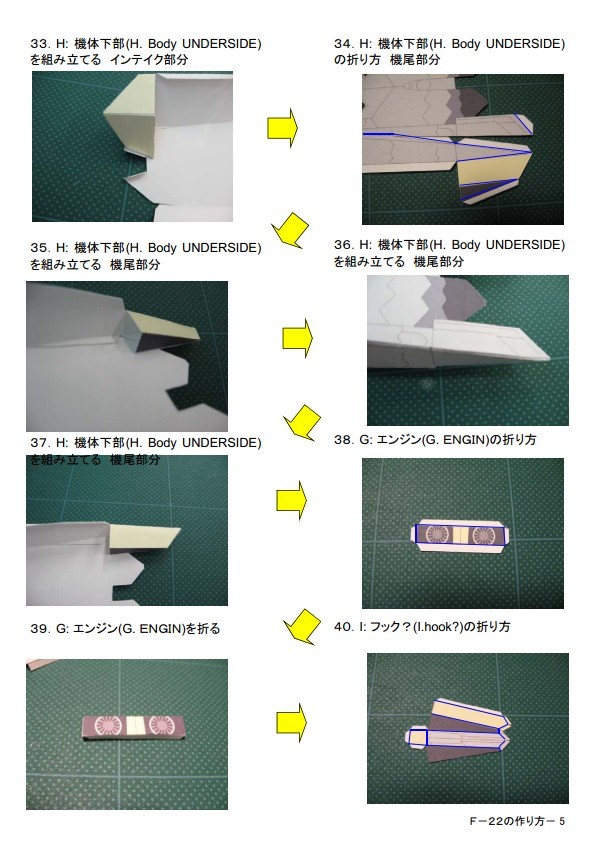 33. H: 機体下部(H. Body UNDERSIDE)
を組み立てる インテイク部分
34. H: 機体下部(H. Body UNDERSIDE)
の折り方 機尾部分
35. H: 機体下部(H. Body UNDERSIDE)
を組み立てる 機尾部分
36. H: 機体下部(H. Body UNDERSIDE)
を組み立てる 機尾部分
37. H: 機体下部(H. Body UNDERSIDE)
を組み立てる 機尾部分
38. G: エンジン(G. ENGIN)の折り方
39. G: エンジン(G. ENGIN)を折る
40. I: フック？(I.hook?)の折り方
Ｆ－２２の作り方－ 5